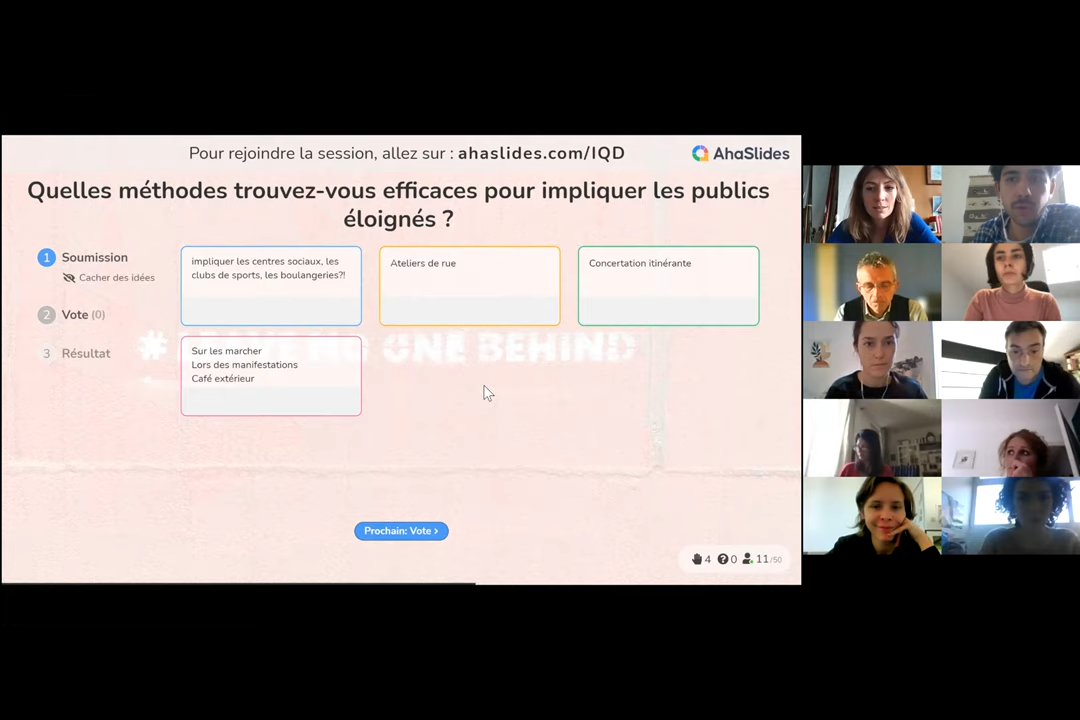 Pour rejoindre la session, allez sur : ahaslides.com/IQD
AhaSlides
Quelles méthodes trouvez-vous efficaces pour impliquer les publics
éloignés ?
1 Soumission
Cacher des idées
2 Vote (0)
3 Résultat
impliquer les centres sociaux, les
clubs de sports, les boulangeries?!
Ateliers de rue
Concertation itinérante
Sur les marcher
Lors des manifestations
Café extérieur
# NO ONE BEHIND
Prochain: Vote >
4 0 11/50